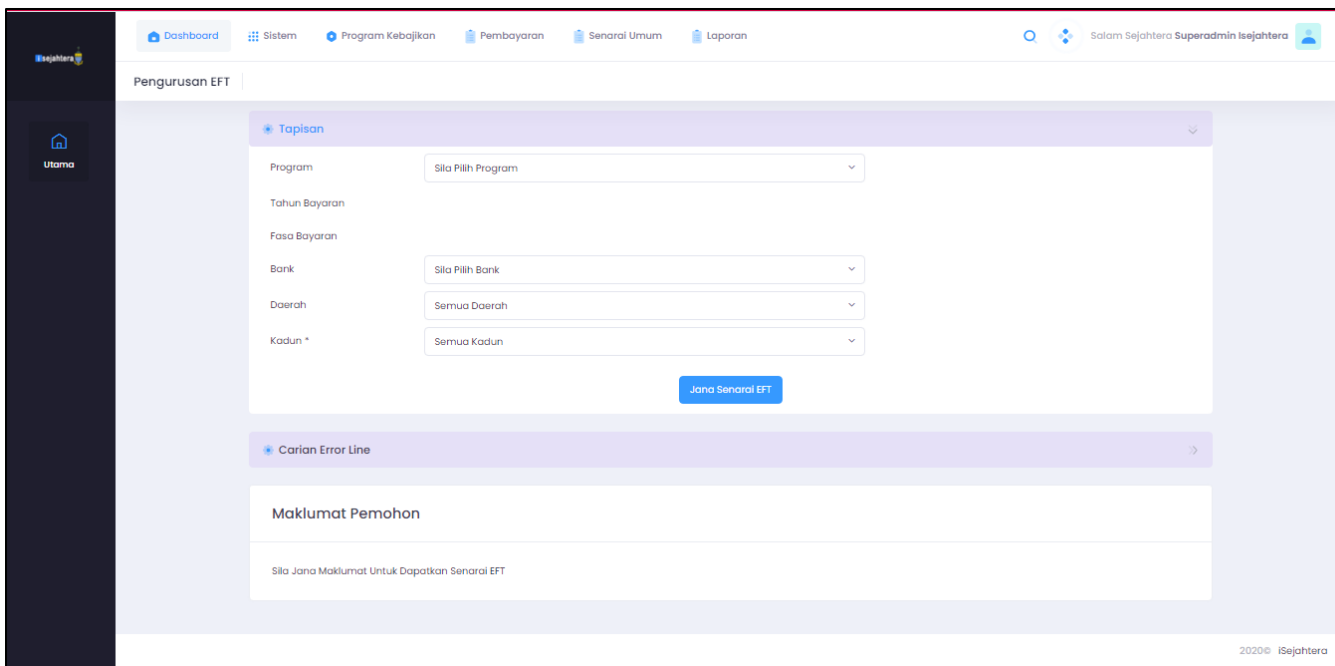 isejahtera
Dashboard Sistem Program Kebajikan Pembayaran Senarai Umum Laporan Salam Sejahtera Superadmin Isejahtera
Pengurusan EFT
Utama
Tapisan
Program Sila Pilih Program
Tahun Bayaran
Fasa Bayaran
Bank Sila Pilih Bank
Daerah Semua Daerah
Kadun * Semua Kadun
Jana Senarai EFT
Carian Error Line
Maklumat Pemohon
Sila Jana Maklumat Untuk Dapatkan Senarai EFT
2020© iSejahtera